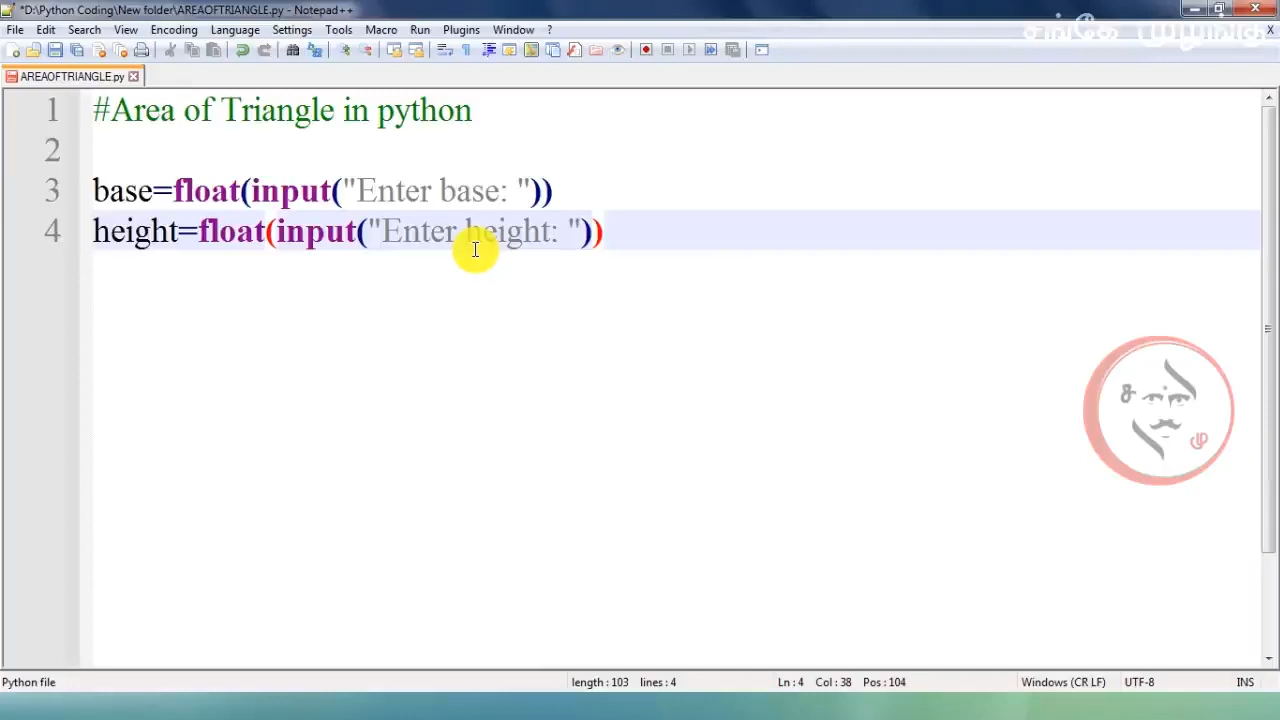 *D:\Python Coding\New folder\AREAOFTRIANGLE.py - Notepad++
File Edit Search View Encoding Language Settings Tools Macro Run Plugins Window ? X
AREAOFTRIANGLE.py
1 #Area of Triangle in python
2
3 base=float(input("Enter base: "))
4 height=float(input("Enter height: "))
சு
மு
Python file length : 103 lines : 4 Ln : 4 Col : 38 Pos : 104 Windows (CR LF) UTF-8 INS